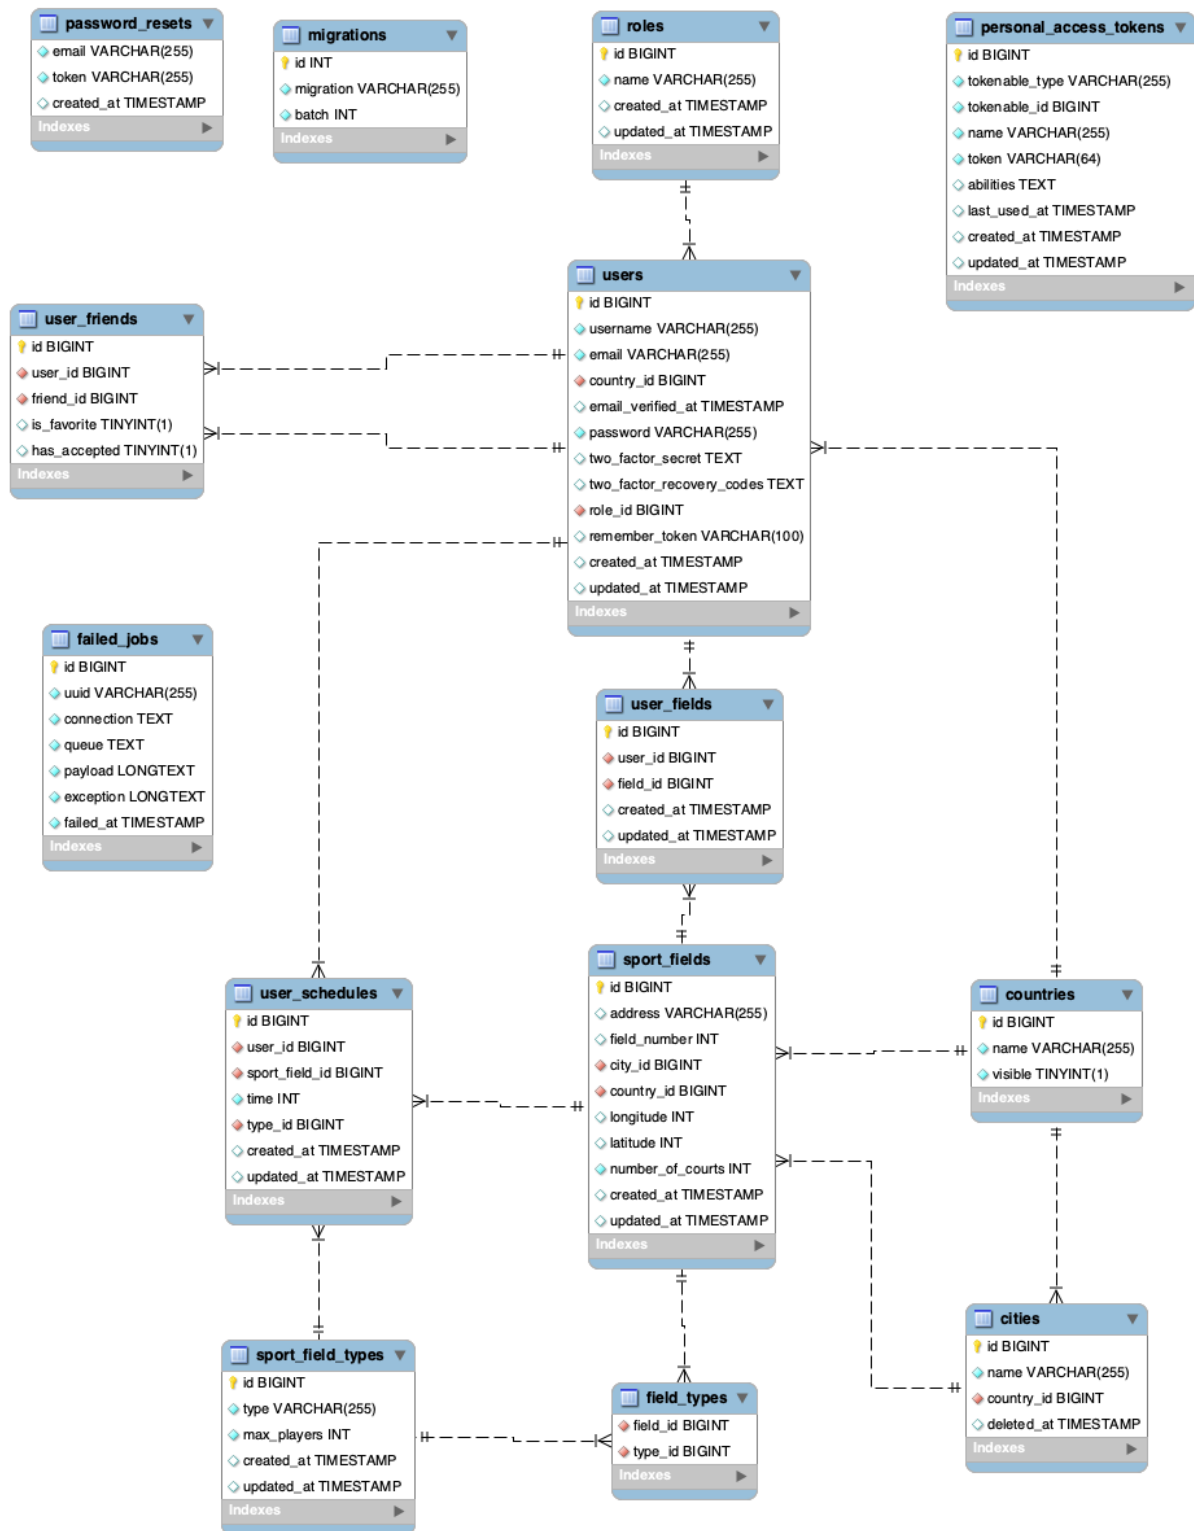 password_resets
email VARCHAR(255)
token VARCHAR(255)
created_at TIMESTAMP
Indexes
migrations
id INT
migration VARCHAR(255)
batch INT
Indexes
roles
id BIGINT
name VARCHAR(255)
created_at TIMESTAMP
updated_at TIMESTAMP
Indexes
personal_access_tokens
id BIGINT
tokenable_type VARCHAR(255)
tokenable_id BIGINT
name VARCHAR(255)
token VARCHAR(64)
abilities TEXT
last_used_at TIMESTAMP
created_at TIMESTAMP
updated_at TIMESTAMP
Indexes
users
id BIGINT
username VARCHAR(255)
email VARCHAR(255)
country_id BIGINT
email_verified_at TIMESTAMP
password VARCHAR(255)
two_factor_secret TEXT
two_factor_recovery_codes TEXT
role_id BIGINT
remember_token VARCHAR(100)
created_at TIMESTAMP
updated_at TIMESTAMP
Indexes
user_friends
id BIGINT
user_id BIGINT
friend_id BIGINT
is_favorite TINYINT(1)
has_accepted TINYINT(1)
Indexes
failed_jobs
id BIGINT
uuid VARCHAR(255)
connection TEXT
queue TEXT
payload LONGTEXT
exception LONGTEXT
failed_at TIMESTAMP
Indexes
user_fields
id BIGINT
user_id BIGINT
field_id BIGINT
created_at TIMESTAMP
updated_at TIMESTAMP
Indexes
user_schedules
id BIGINT
user_id BIGINT
sport_field_id BIGINT
time INT
type_id BIGINT
created_at TIMESTAMP
updated_at TIMESTAMP
Indexes
sport_fields
id BIGINT
address VARCHAR(255)
field_number INT
city_id BIGINT
country_id BIGINT
longitude INT
latitude INT
number_of_courts INT
created_at TIMESTAMP
updated_at TIMESTAMP
Indexes
countries
id BIGINT
name VARCHAR(255)
visible TINYINT(1)
Indexes
cities
id BIGINT
name VARCHAR(255)
country_id BIGINT
deleted_at TIMESTAMP
Indexes
sport_field_types
id BIGINT
type VARCHAR(255)
max_players INT
created_at TIMESTAMP
updated_at TIMESTAMP
Indexes
field_types
field_id BIGINT
type_id BIGINT
Indexes